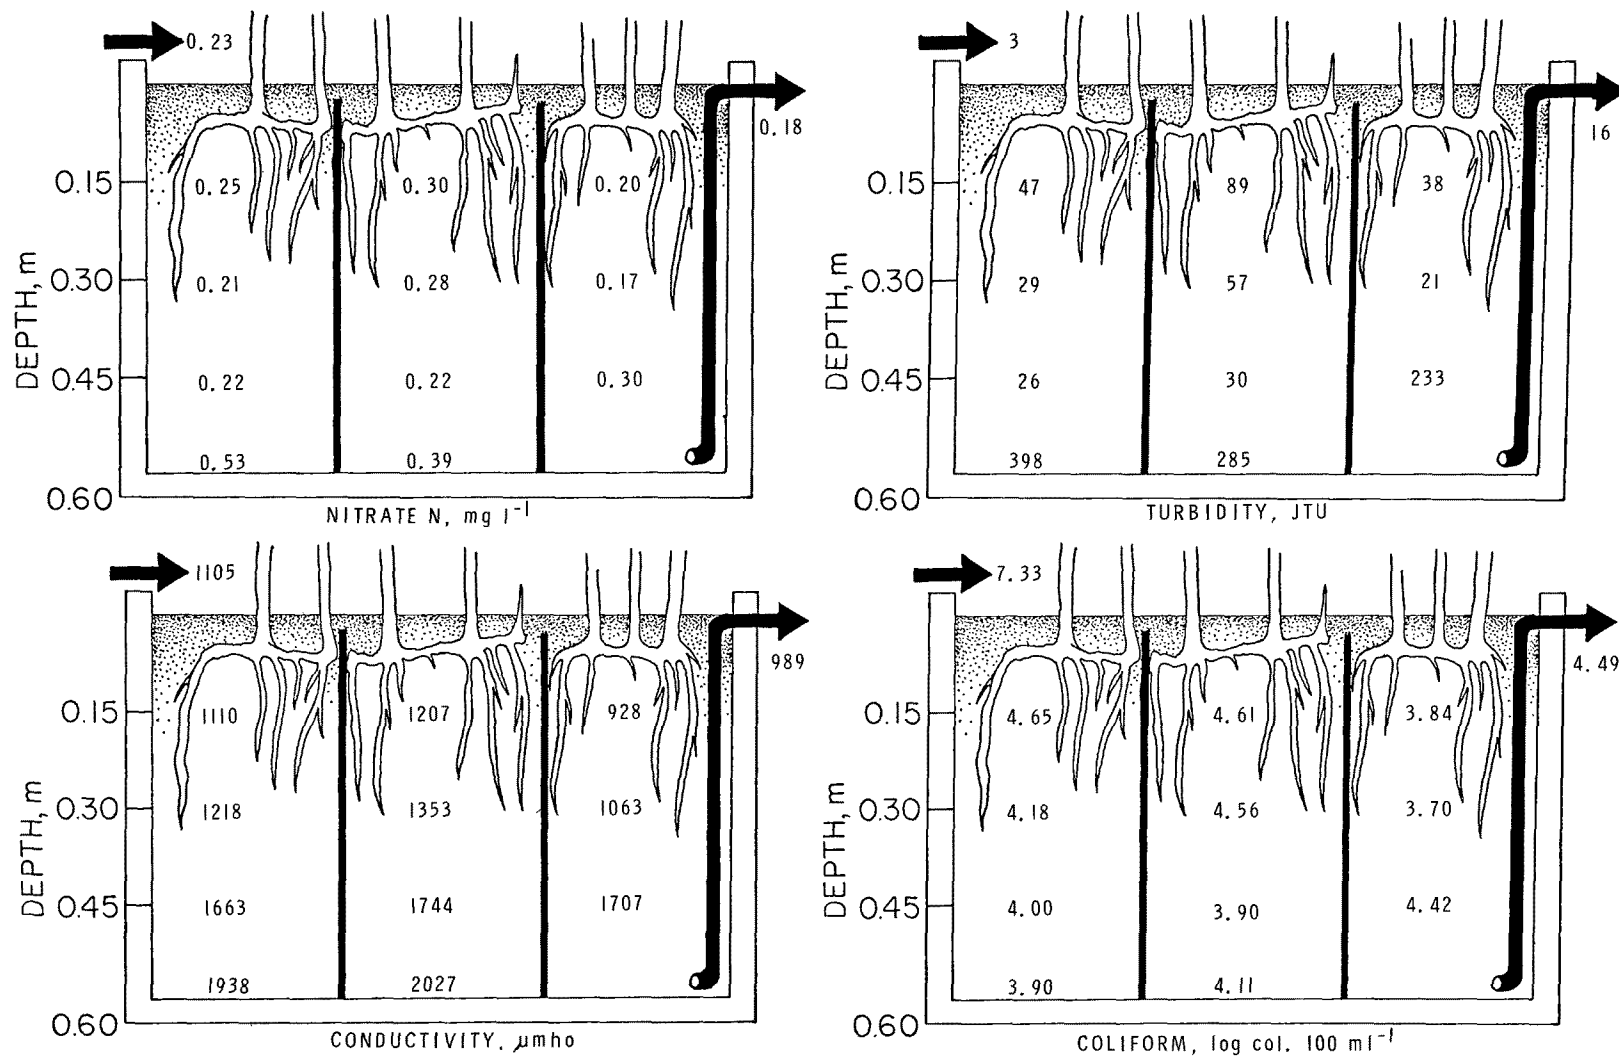 0.23
0.18
0.15 0.25 0.30 0.20
0.30 0.21 0.28 0.17
0.45 0.22 0.22 0.30
0.53 0.39
0.60
DEPTH, m
NITRATE N, mg l⁻¹
3
16
0.15 47 89 38
0.30 29 57 21
0.45 26 30 233
398 285
0.60
DEPTH, m
TURBIDITY, JTU
1105
989
0.15 1110 1207 928
0.30 1218 1353 1063
0.45 1663 1744 1707
1938 2027
0.60
DEPTH, m
CONDUCTIVITY, μmho
7.33
4.49
0.15 4.65 4.61 3.84
0.30 4.18 4.56 3.70
0.45 4.00 3.90 4.42
3.90 4.11
0.60
DEPTH, m
COLIFORM, log col. 100 ml⁻¹